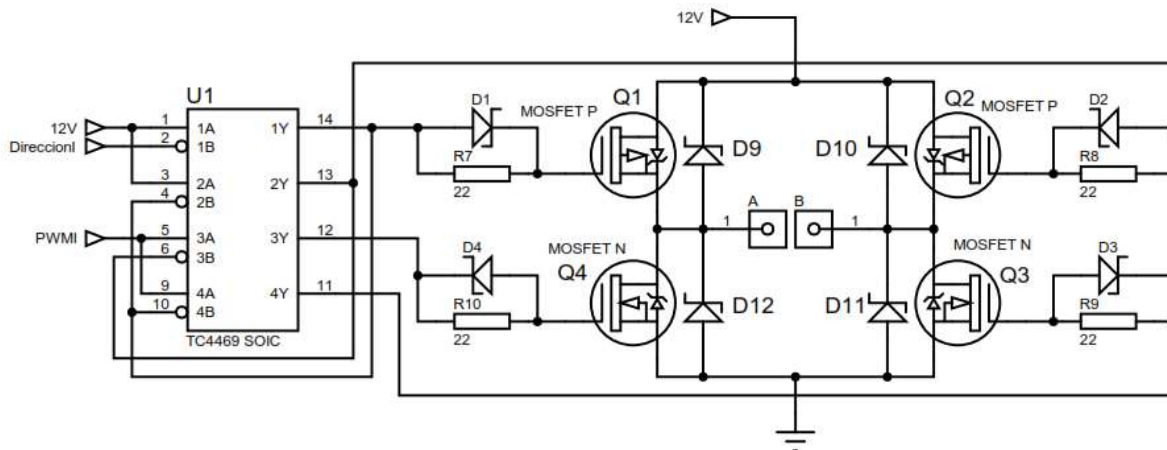 12V
U1
D1
Q1
Q2
D2
MOSFET P
MOSFET P
12V
1
1A
1Y
14
DireccionI
2
1B
3
2A
2Y
13
D9
D10
R7
R8
4
2B
22
22
PWMI
5
3A
3Y
12
1
A
B
1
6
3B
MOSFET N
MOSFET N
D4
Q4
Q3
D3
9
4A
4Y
11
10
4B
D12
D11
R10
R9
TC4469 SOIC
22
22